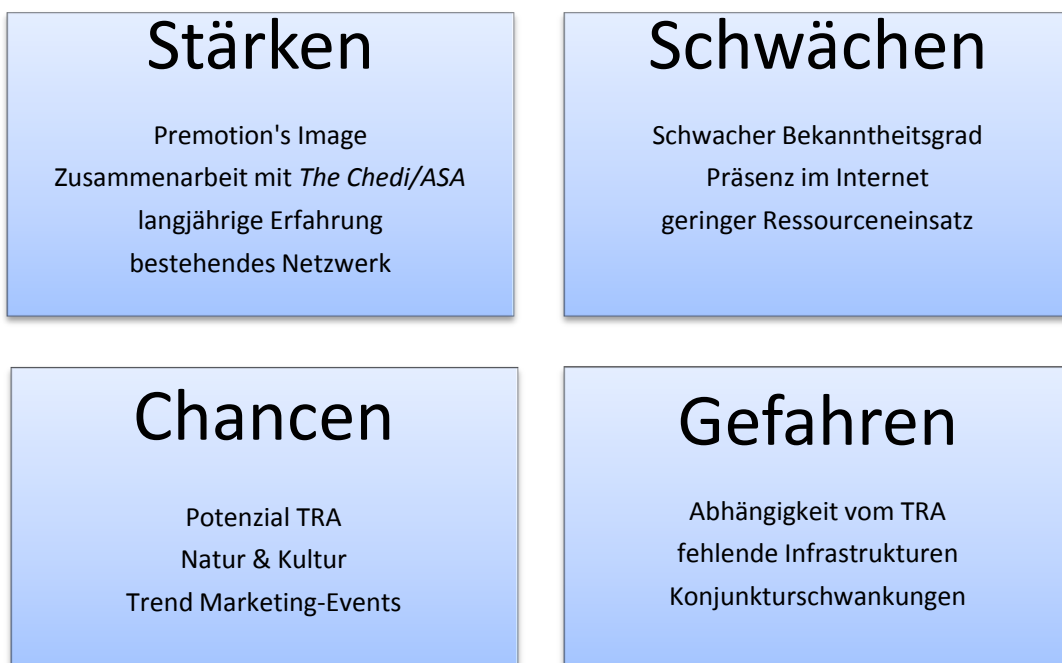 Stärken
Premotion's Image
Zusammenarbeit mit The Chedi/ASA
langjährige Erfahrung
bestehendes Netzwerk
Schwächen
Schwacher Bekanntheitsgrad
Präsenz im Internet
geringer Ressourceneinsatz
Chancen
Potenzial TRA
Natur & Kultur
Trend Marketing-Events
Gefahren
Abhängigkeit vom TRA
fehlende Infrastrukturen
Konjunkturschwankungen